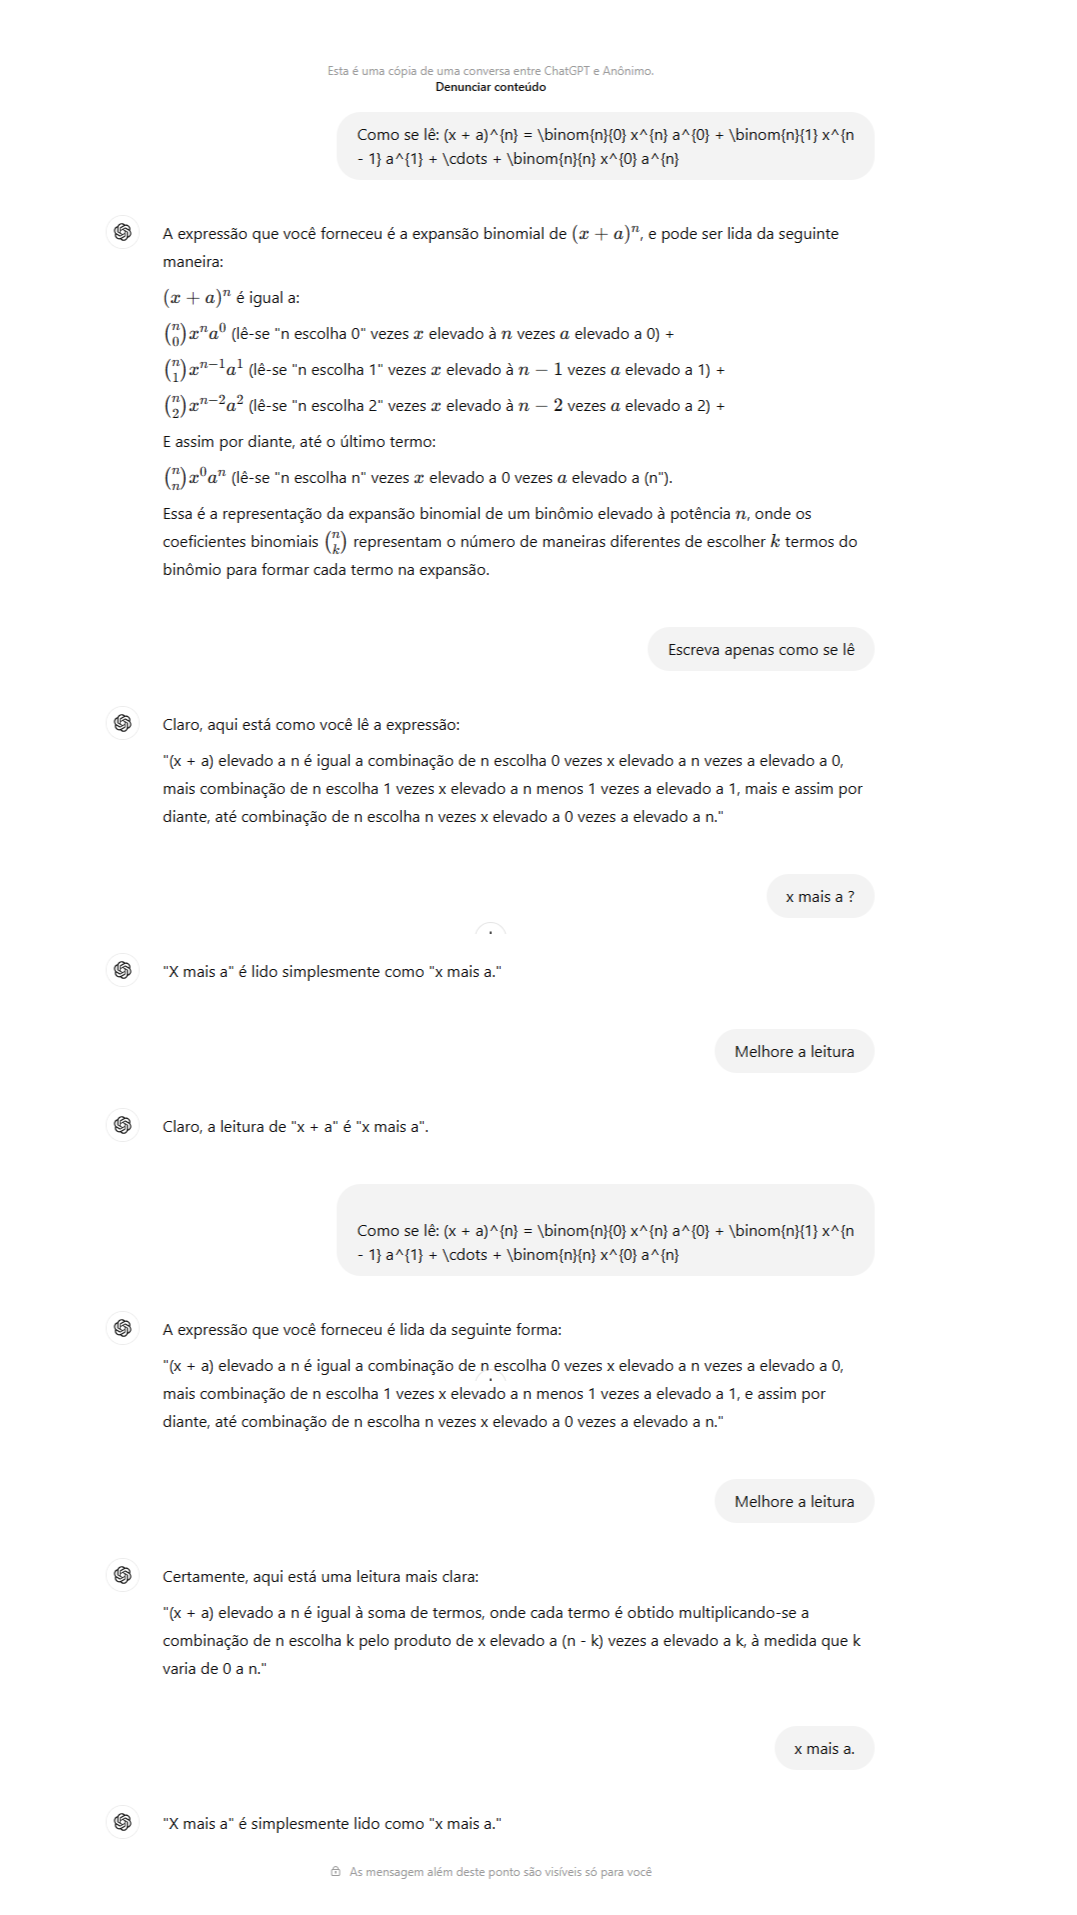 Esta é uma cópia de uma conversa entre ChatGPT e Anônimo.
Denunciar conteúdo
Como se lê: (x + a)^{n} = \binom{n}{0} x^{n} a^{0} + \binom{n}{1} x^{n
- 1} a^{1} + \cdots + \binom{n}{n} x^{0} a^{n}
A expressão que você forneceu é a expansão binomial de $(x + a)^n$, e pode ser lida da seguinte
maneira:
$(x + a)^n$ é igual a:
$\binom{n}{0} x^n a^0$ (lê-se "n escolha 0" vezes $x$ elevado à $n$ vezes $a$ elevado a 0) +
$\binom{n}{1} x^{n-1} a^1$ (lê-se "n escolha 1" vezes $x$ elevado à $n - 1$ vezes $a$ elevado a 1) +
$\binom{n}{2} x^{n-2} a^2$ (lê-se "n escolha 2" vezes $x$ elevado à $n - 2$ vezes $a$ elevado a 2) +
E assim por diante, até o último termo:
$\binom{n}{n} x^0 a^n$ (lê-se "n escolha n" vezes $x$ elevado a 0 vezes $a$ elevado a (n").
Essa é a representação da expansão binomial de um binômio elevado à potência $n$, onde os
coeficientes binomiais $\binom{n}{k}$ representam o número de maneiras diferentes de escolher $k$ termos do
binômio para formar cada termo na expansão.
Escreva apenas como se lê
Claro, aqui está como você lê a expressão:
"(x + a) elevado a n é igual a combinação de n escolha 0 vezes x elevado a n vezes a elevado a 0,
mais combinação de n escolha 1 vezes x elevado a n menos 1 vezes a elevado a 1, mais e assim por
diante, até combinação de n escolha n vezes x elevado a 0 vezes a elevado a n."
x mais a ?
"X mais a" é lido simplesmente como "x mais a."
Melhore a leitura
Claro, a leitura de "x + a" é "x mais a".
Como se lê: (x + a)^{n} = \binom{n}{0} x^{n} a^{0} + \binom{n}{1} x^{n
- 1} a^{1} + \cdots + \binom{n}{n} x^{0} a^{n}
A expressão que você forneceu é lida da seguinte forma:
"(x + a) elevado a n é igual a combinação de n escolha 0 vezes x elevado a n vezes a elevado a 0,
mais combinação de n escolha 1 vezes x elevado a n menos 1 vezes a elevado a 1, e assim por
diante, até combinação de n escolha n vezes x elevado a 0 vezes a elevado a n."
Melhore a leitura
Certamente, aqui está uma leitura mais clara:
"(x + a) elevado a n é igual à soma de termos, onde cada termo é obtido multiplicando-se a
combinação de n escolha k pelo produto de x elevado a (n - k) vezes a elevado a k, à medida que k
varia de 0 a n."
x mais a.
"X mais a" é simplesmente lido como "x mais a."
As mensagem além deste ponto são visíveis só para você